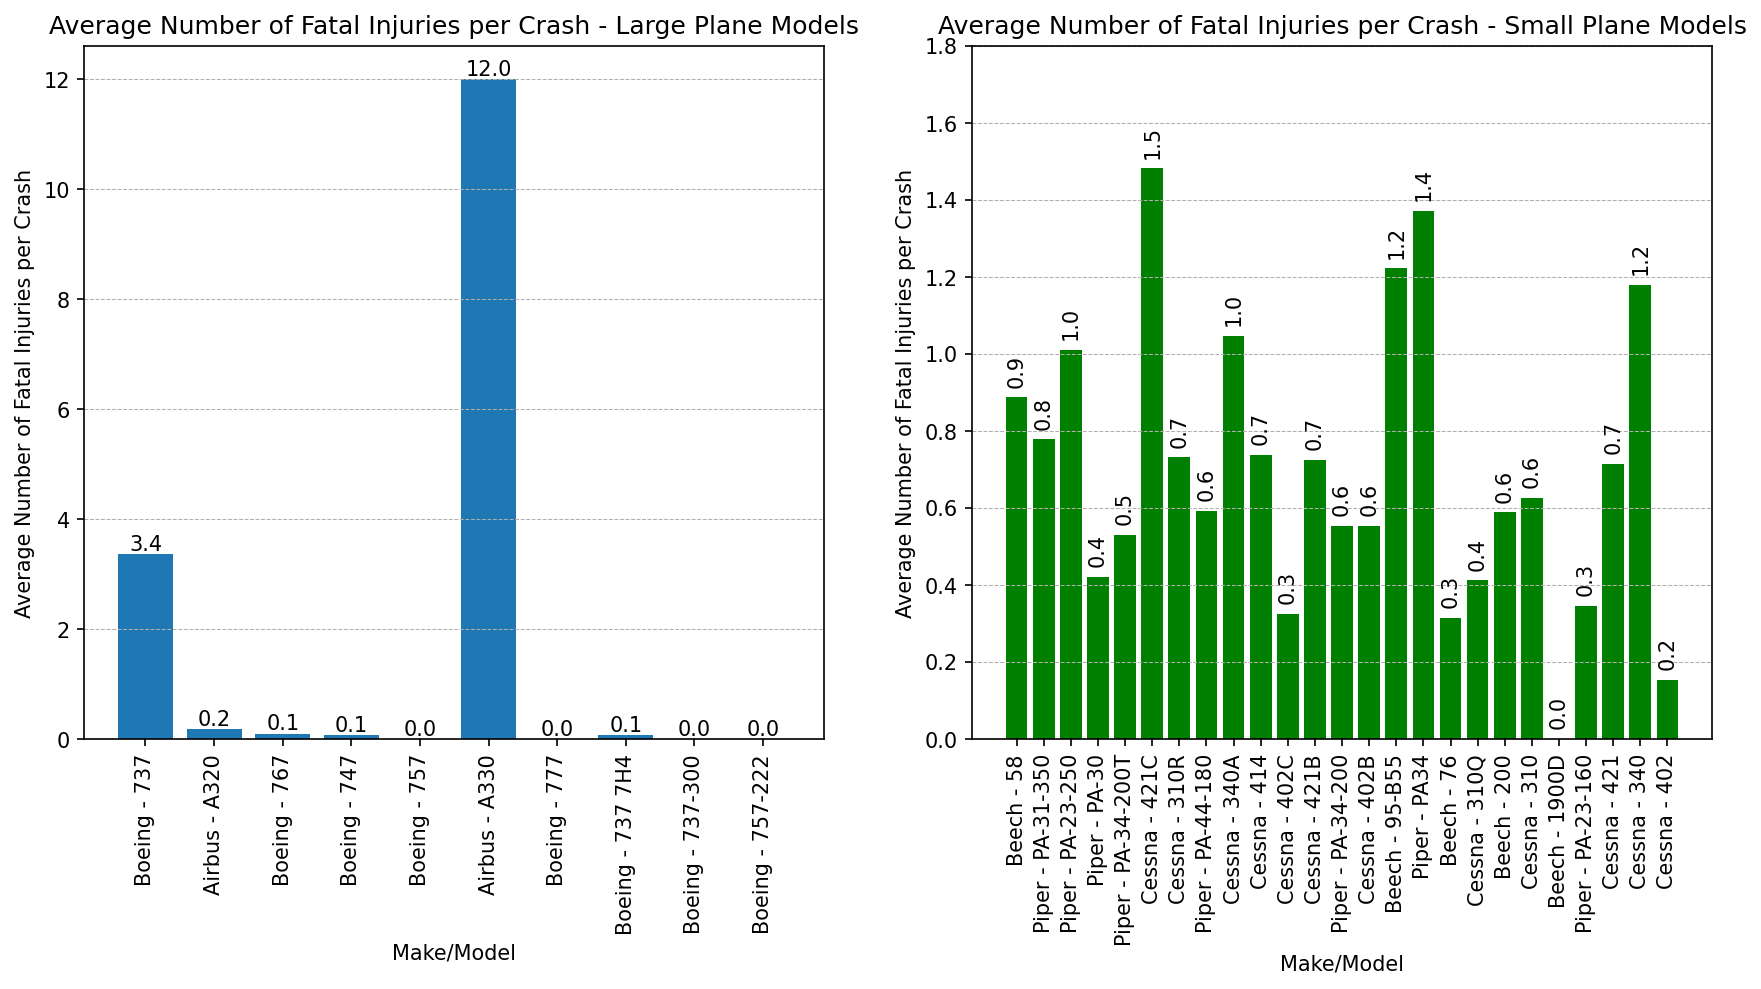 Average Number of Fatal Injuries per Crash - Large Plane Models
Average Number of Fatal Injuries per Crash
12
10
8
6
4
2
0
3.4
0.2
0.1
0.1
0.0
12.0
0.0
0.1
0.0
0.0
Boeing - 737
Airbus - A320
Boeing - 767
Boeing - 747
Boeing - 757
Airbus - A330
Boeing - 777
Boeing - 737 7H4
Boeing - 737-300
Boeing - 757-222
Make/Model
Average Number of Fatal Injuries per Crash - Small Plane Models
Average Number of Fatal Injuries per Crash
1.8
1.6
1.4
1.2
1.0
0.8
0.6
0.4
0.2
0.0
0.9
0.8
1.0
0.4
0.5
1.5
0.7
0.6
1.0
0.7
0.3
0.7
0.6
0.6
1.2
1.4
0.3
0.4
0.6
0.6
0.0
0.3
0.7
1.2
0.2
Beech - 58
Piper - PA-31-350
Piper - PA-23-250
Piper - PA-30
Piper - PA-34-200T
Cessna - 421C
Cessna - 310R
Piper - PA-44-180
Cessna - 340A
Cessna - 414
Cessna - 402C
Cessna - 421B
Piper - PA-34-200
Cessna - 402B
Beech - 95-B55
Piper - PA34
Beech - 76
Cessna - 310Q
Beech - 200
Cessna - 310
Beech - 1900D
Piper - PA-23-160
Cessna - 421
Cessna - 340
Cessna - 402
Make/Model